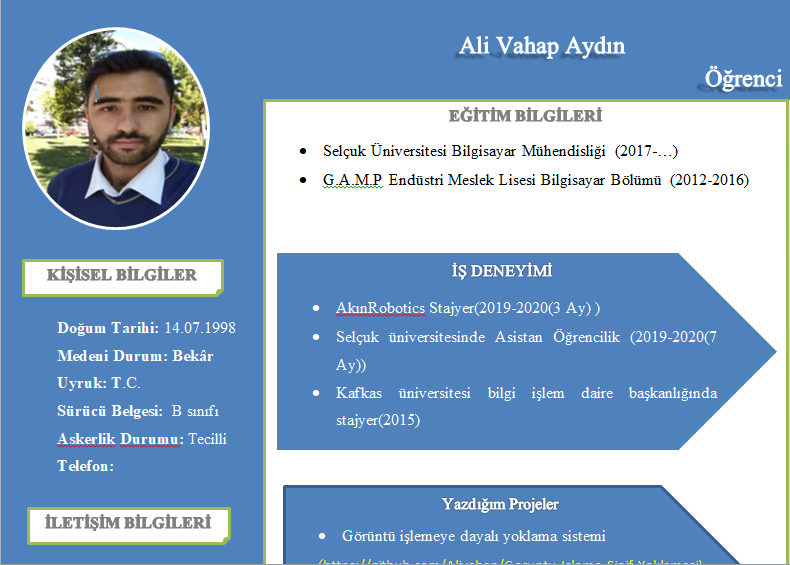 Ali Vahap Aydın
Öğrenci
EĞİTİM BİLGİLERİ
• Selçuk Üniversitesi Bilgisayar Mühendisliği (2017-…)
• G.A.M.P Endüstri Meslek Lisesi Bilgisayar Bölümü (2012-2016)
KİŞİSEL BİLGİLER
Doğum Tarihi: 14.07.1998
Medeni Durum: Bekâr
Uyruk: T.C.
Sürücü Belgesi: B sınıfı
Askerlik Durumu: Tecilli
Telefon:
İLETİŞİM BİLGİLERİ
İŞ DENEYİMİ
• AkınRobotics Stajyer(2019-2020(3 Ay) )
• Selçuk üniversitesinde Asistan Öğrencilik (2019-2020(7
Ay))
• Kafkas üniversitesi bilgi işlem daire başkanlığında
stajyer(2015)
Yazdığım Projeler
• Görüntü işlemeye dayalı yoklama sistemi